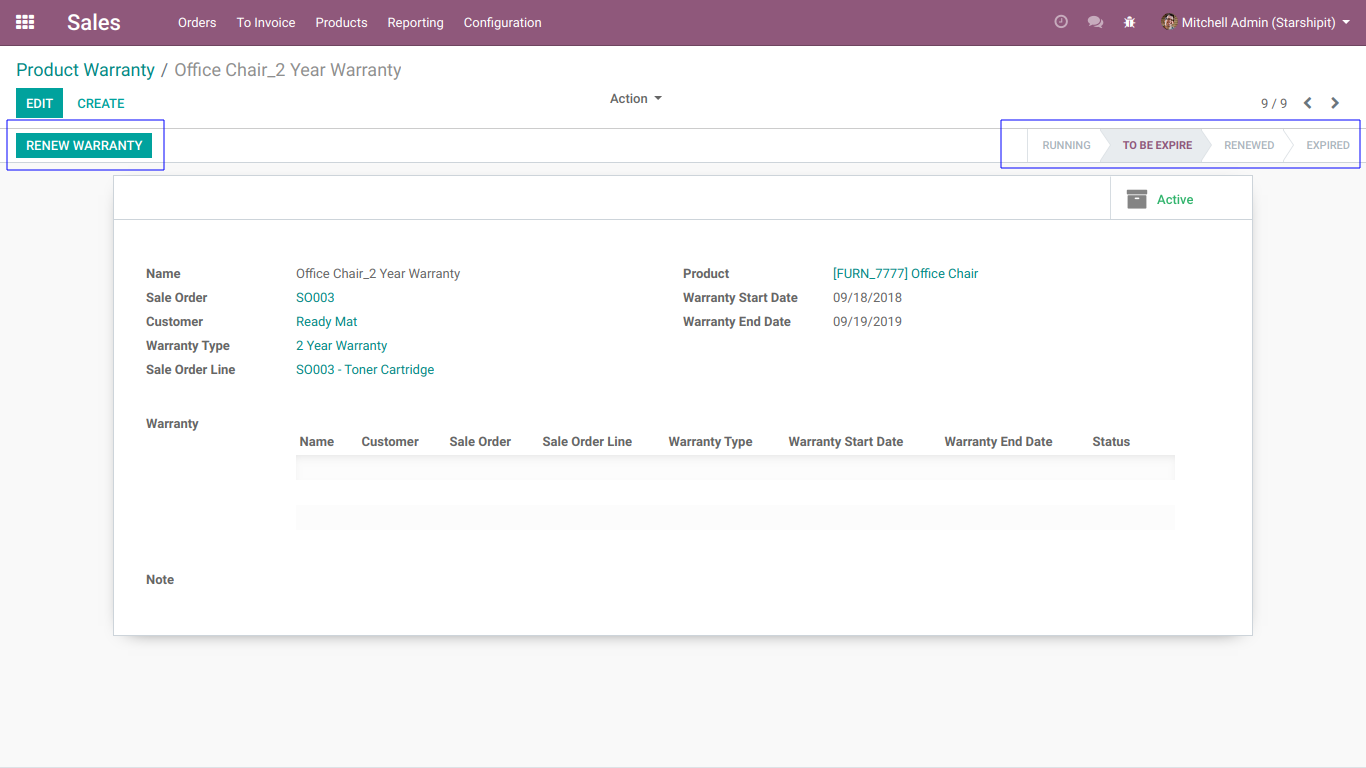 Sales Orders To Invoice Products Reporting Configuration Mitchell Admin (Starshipit)
Product Warranty / Office Chair_2 Year Warranty
EDIT CREATE Action 9 / 9
RENEW WARRANTY RUNNING TO BE EXPIRE RENEWED EXPIRED
Active
Name Office Chair_2 Year Warranty Product [FURN_7777] Office Chair
Sale Order SO003 Warranty Start Date 09/18/2018
Customer Ready Mat Warranty End Date 09/19/2019
Warranty Type 2 Year Warranty
Sale Order Line SO003 - Toner Cartridge
Warranty
Name Customer Sale Order Sale Order Line Warranty Type Warranty Start Date Warranty End Date Status
Note